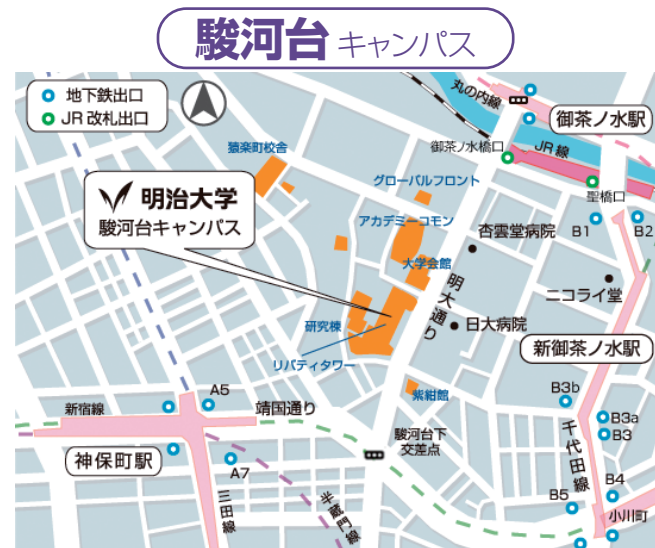 駿河台 キャンパス
地下鉄出口
JR 改札出口
丸の内線
御茶ノ水駅
猿楽町校舎
御茶ノ水橋口
JR 線
グローバルフロント
聖橋口
明治大学
駿河台キャンパス
アカデミーコモン
杏雲堂病院
B1
B2
大学会館
明大通り
ニコライ堂
研究棟
日大病院
リバティタワー
新御茶ノ水駅
紫紺館
B3b
A5
新宿線
靖国通り
B3a
B3
駿河台下
交差点
千代田線
神保町駅
A7
三田線
半蔵門線
B4
B5
小川町